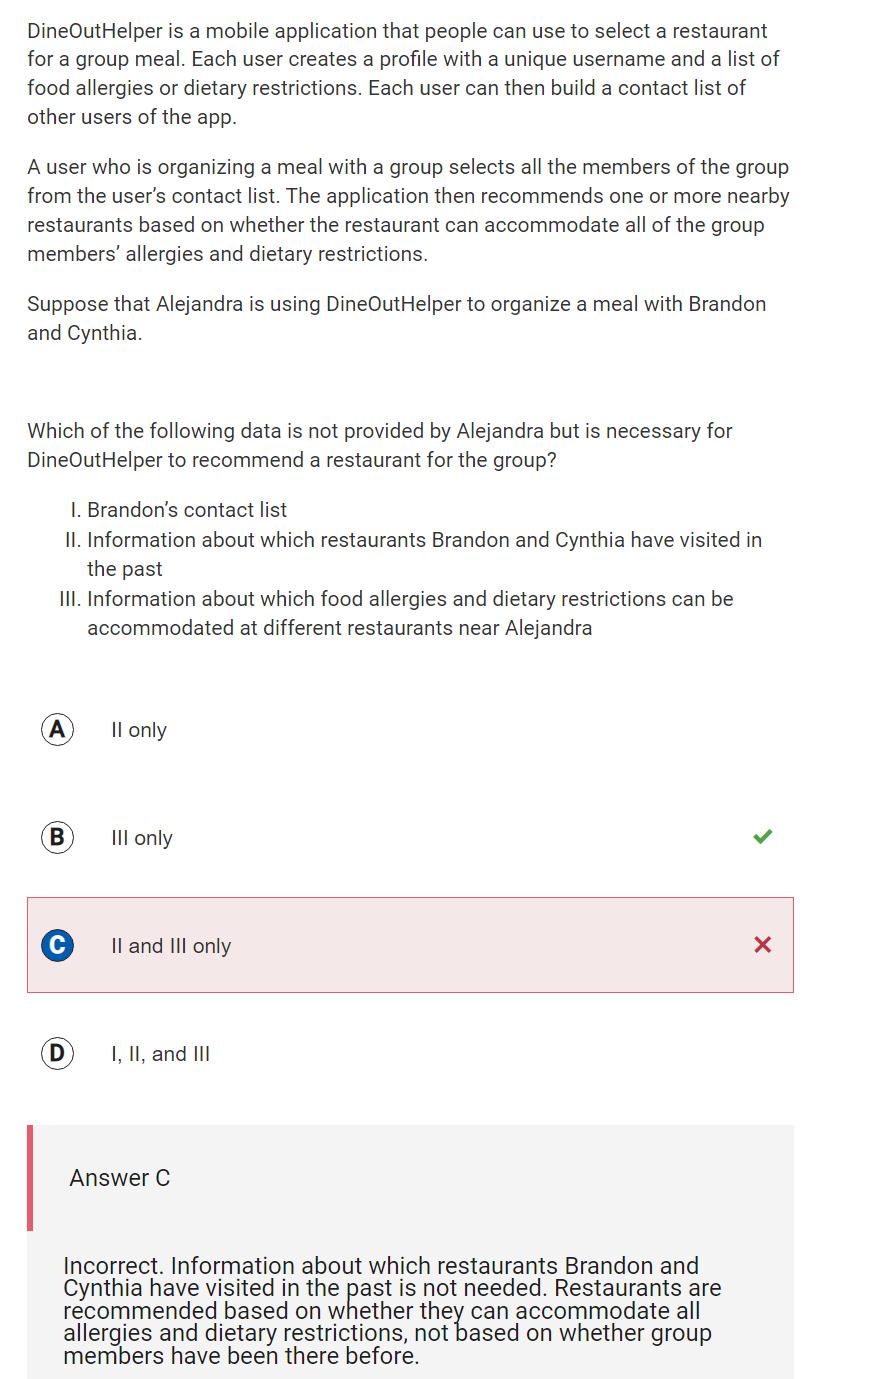 DineOutHelper is a mobile application that people can use to select a restaurant
for a group meal. Each user creates a profile with a unique username and a list of
food allergies or dietary restrictions. Each user can then build a contact list of
other users of the app.
A user who is organizing a meal with a group selects all the members of the group
from the user’s contact list. The application then recommends one or more nearby
restaurants based on whether the restaurant can accommodate all of the group
members’ allergies and dietary restrictions.
Suppose that Alejandra is using DineOutHelper to organize a meal with Brandon
and Cynthia.
Which of the following data is not provided by Alejandra but is necessary for
DineOutHelper to recommend a restaurant for the group?
I. Brandon’s contact list
II. Information about which restaurants Brandon and Cynthia have visited in
the past
III. Information about which food allergies and dietary restrictions can be
accommodated at different restaurants near Alejandra
A II only
B III only
C II and III only
D I, II, and III
Answer C
Incorrect. Information about which restaurants Brandon and
Cynthia have visited in the past is not needed. Restaurants are
recommended based on whether they can accommodate all
allergies and dietary restrictions, not based on whether group
members have been there before.